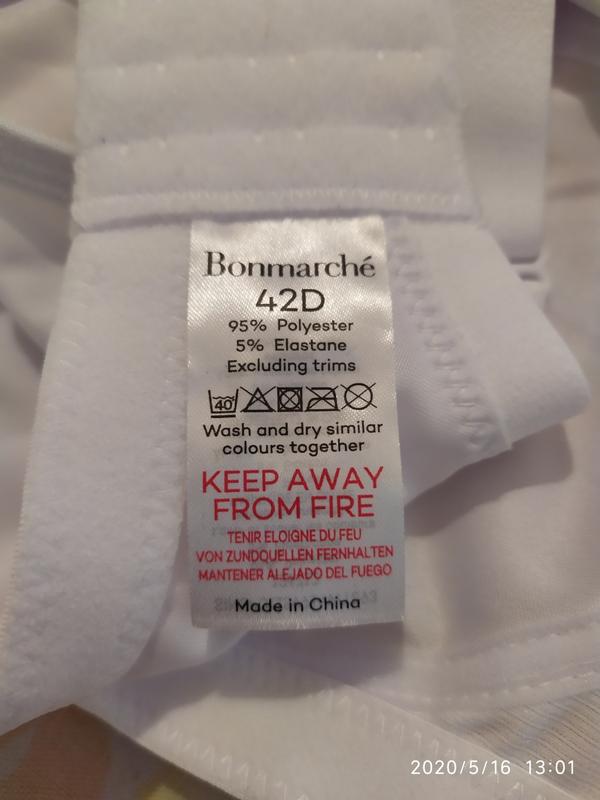 Bonmarché
42D
95% Polyester
5% Elastane
Excluding trims
40
Wash and dry similar
colours together
KEEP AWAY
FROM FIRE
TENIR ELOIGNE DU FEU
VON ZUNDQUELLEN FERNHALTEN
MANTENER ALEJADO DEL FUEGO
Made in China
2020/5/16 13:01